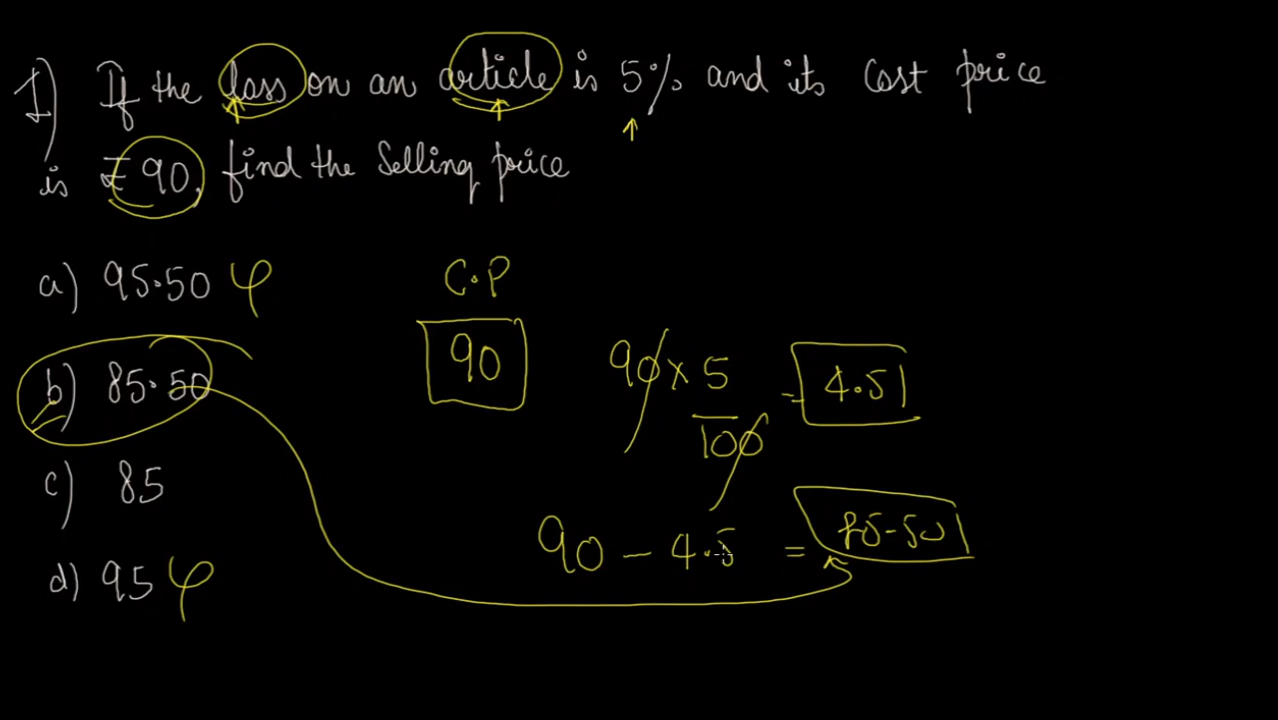 1) If the loss on an article is 5% and its Cost price
is ₹ 90, find the Selling price
a) 95.50
b) 85.50
c) 85
d) 95
C.P
90
90 x 5
100
= 4.5
90 - 4.5 = 85-50